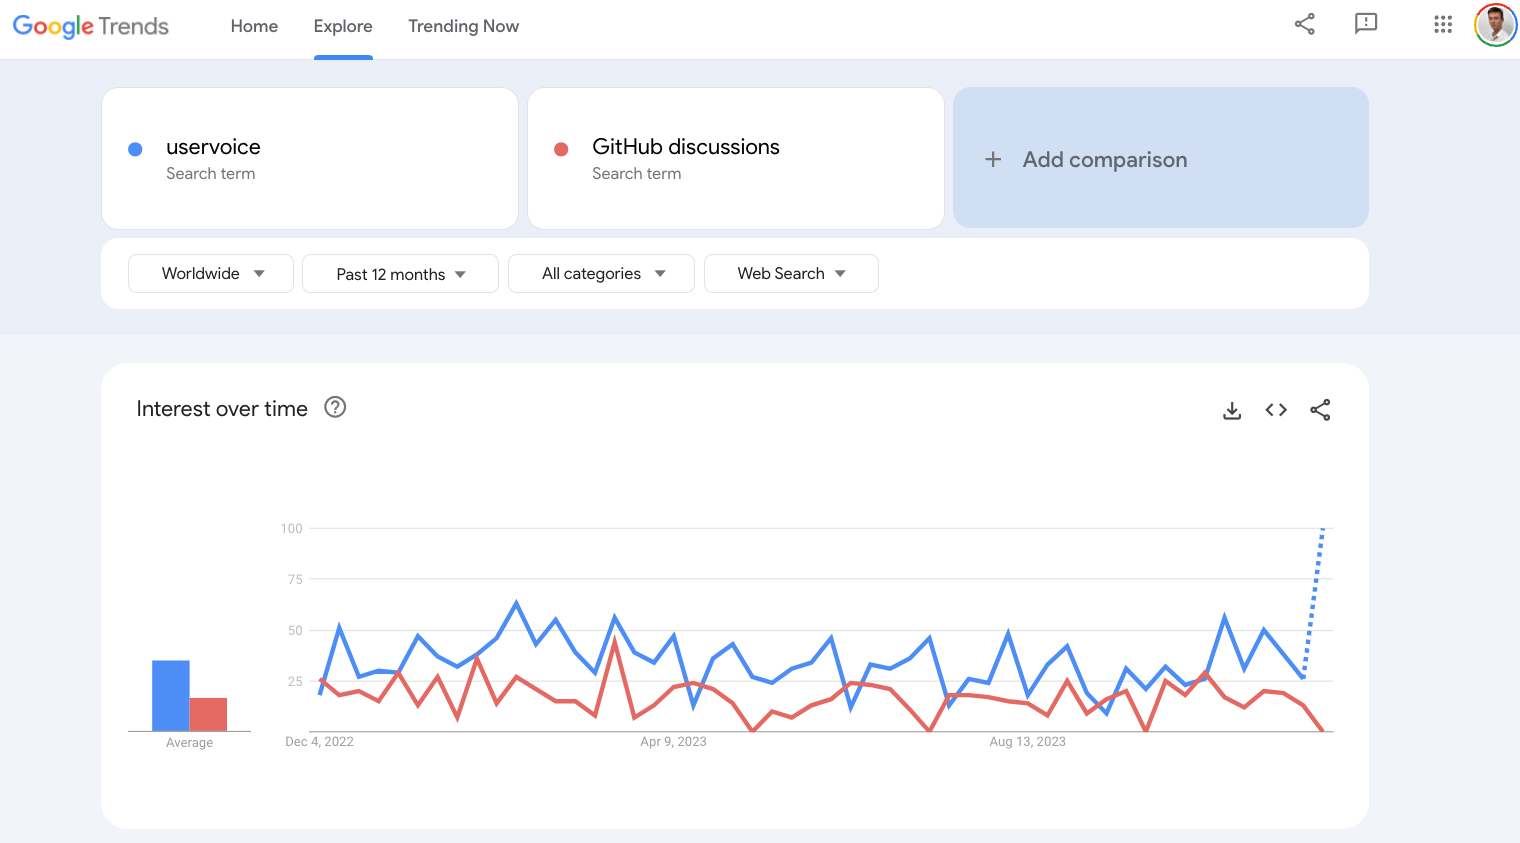 Google Trends Home Explore Trending Now
uservoice
Search term
GitHub discussions
Search term
+ Add comparison
Worldwide Past 12 months All categories Web Search
Interest over time ?
100
75
50
25
Average
Dec 4, 2022 Apr 9, 2023 Aug 13, 2023